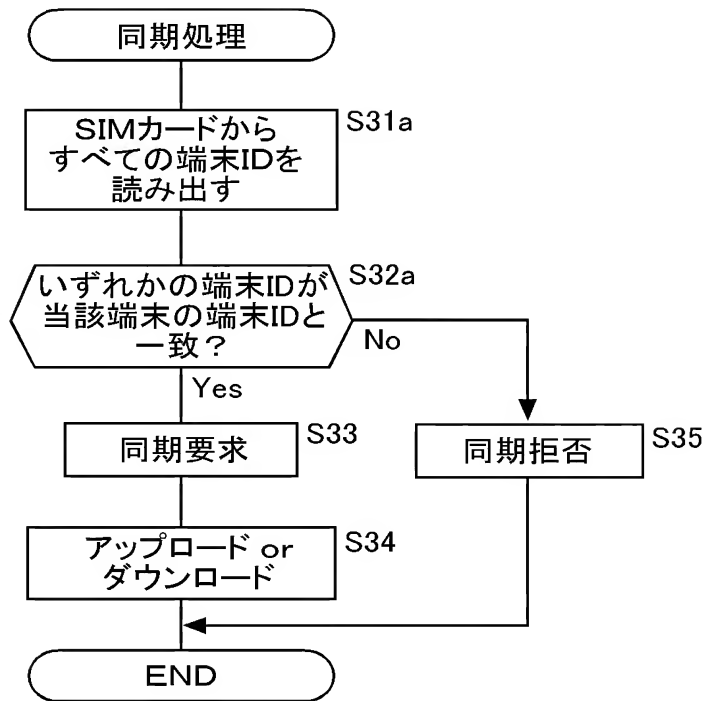 同期処理
SIMカードから
すべての端末IDを
読み出す
S31a
いずれかの端末IDが
当該端末の端末IDと
一致？
S32a
No
Yes
同期要求
S33
同期拒否
S35
アップロード or
ダウンロード
S34
END